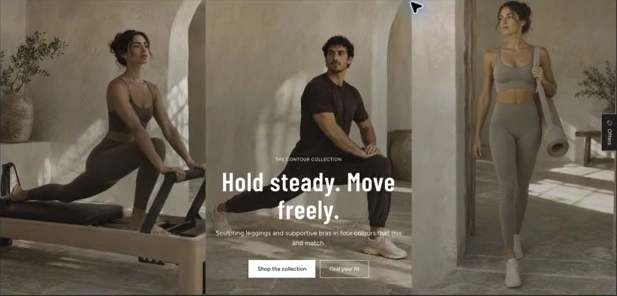 THE CONTOUR COLLECTION
Hold steady. Move
freely.
Sculpting leggings and supportive bras in four colours that mix
and match.
Shop the collection
Find your fit
Offers